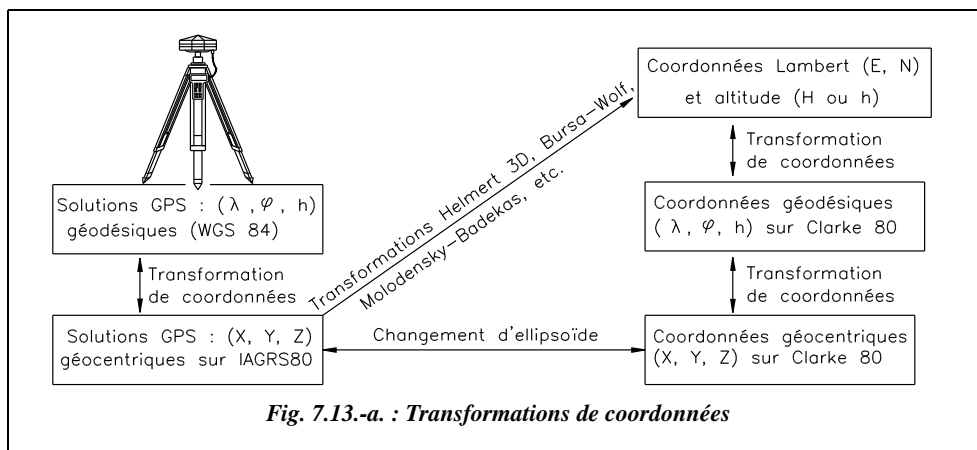 Solutions GPS : (λ , φ , h)
géodésiques (WGS 84)
Transformation
de coordonnées
Solutions GPS : (X, Y, Z)
géocentriques sur IAGRS80
Transformations Helmert 3D, Bursa-Wolf,
Molodensky-Badekas, etc.
Changement d'ellipsoïde
Coordonnées Lambert (E, N)
et altitude (H ou h)
Transformation
de coordonnées
Coordonnées géodésiques
( λ , φ, h) sur Clarke 80
Transformation
de coordonnées
Coordonnées géocentriques
(X, Y, Z) sur Clarke 80
Fig. 7.13.-a. : Transformations de coordonnées